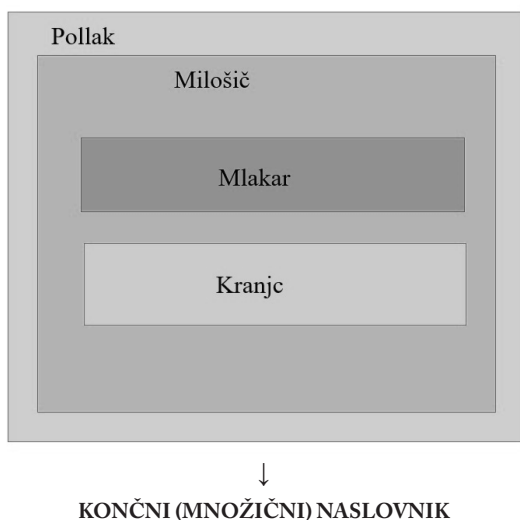 Pollak
Milošič
Mlakar
Kranjc
↓
KONČNI (MNOŽIČNI) NASLOVNIK